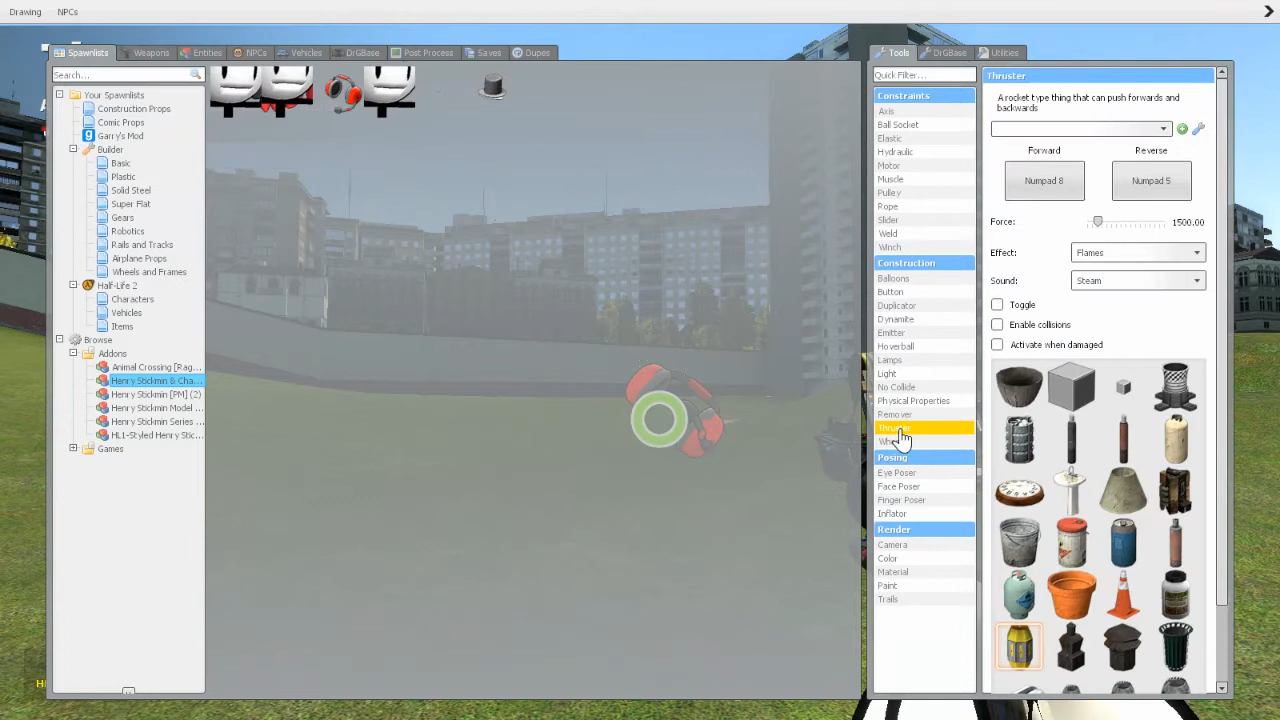 Drawing NPCs
Spawnlists Weapons Entities NPCs Vehicles DrGBase Post Process Saves Dupes
Search...
Your Spawnlists
Construction Props
Comic Props
Garry's Mod
Builder
Basic
Plastic
Solid Steel
Super Flat
Gears
Robotics
Rails and Tracks
Airplane Props
Wheels and Frames
Half-Life 2
Characters
Vehicles
Items
Browse
Addons
Animal Crossing [Rag...
Henry Stickmin & Cha...
Henry Stickmin [PM] (2)
Henry Stickmin Model ...
Henry Stickmin Series ...
HL1-Styled Henry Stic...
Games
Tools DrGBase Utilities
Quick Filter...
Constraints
Axis
Ball Socket
Elastic
Hydraulic
Motor
Muscle
Pulley
Rope
Slider
Weld
Winch
Construction
Balloons
Button
Duplicator
Dynamite
Emitter
Hoverball
Lamps
Light
No Collide
Physical Properties
Remover
Thruster
Posing
Eye Poser
Face Poser
Finger Poser
Inflator
Render
Camera
Color
Material
Paint
Trails
Thruster
A rocket type thing that can push forwards and
backwards
Forward Reverse
Numpad 8 Numpad 5
Force: 1500.00
Effect: Flames
Sound: Steam
Toggle
Enable collisions
Activate when damaged